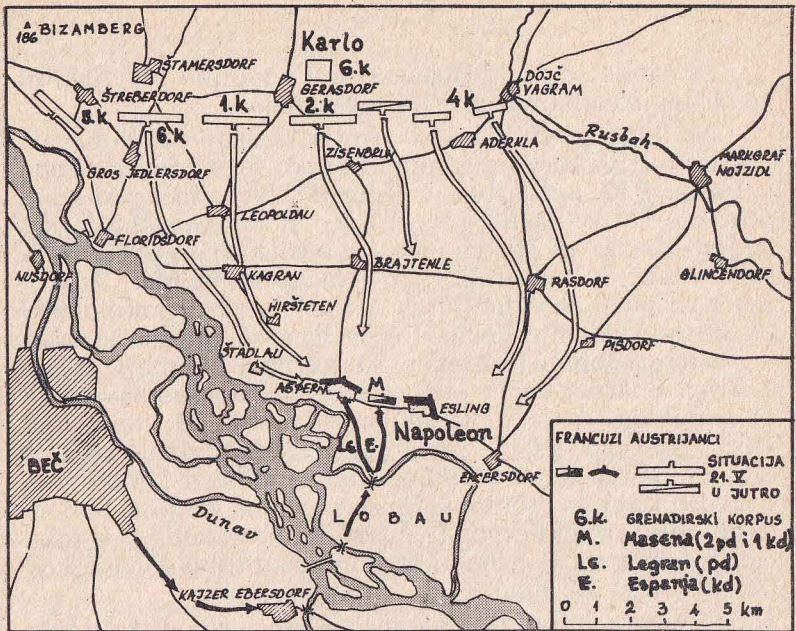 △
186 BIZAMBERG
ŠTAMERSDORF
Karlo
G.k
ŠTREBERDORF
GERASDORF
DOJČ
VAGRAM
5.k
6.k
1.k
2.k
4k
Rusbah
ZISENBRUN
ADERKLA
MARKGRAF
NOJZIDL
GROS JEDLERSDORF
LEOPOLDAU
FLORIDSDORF
NUSDORF
KAGRAN
BRAJTENLE
RASDORF
GLINCENDORF
HIRŠTETEN
PISDORF
ŠTADLAU
ASPERN
M
ESLING
Napoleon
BEČ
Le
E.
ENCERSDORF
Dunav
LOBAU
KAJZER EBERSDORF
FRANCUZI AUSTRIJANCI
SITUACIJA
21. V
U JUTRO
G.k. GRENADIRSKI KORPUS
M. Masena (2pd i 1kd)
Le. Legran (pd)
E. Espanja (kd)
0 1 2 3 4 5 km